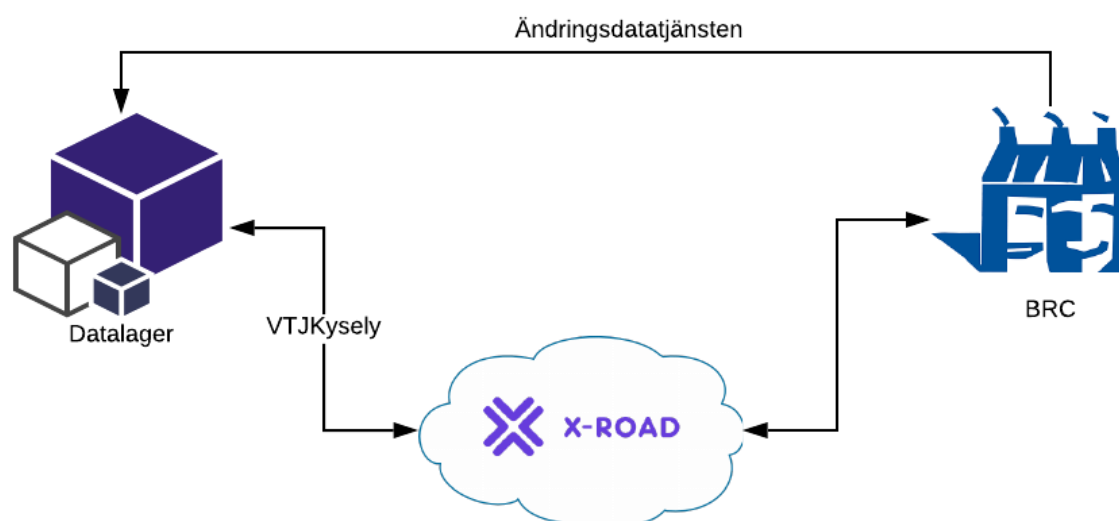 Ändringsdatatjänsten
Datalager
VTJKysely
X-ROAD
BRC